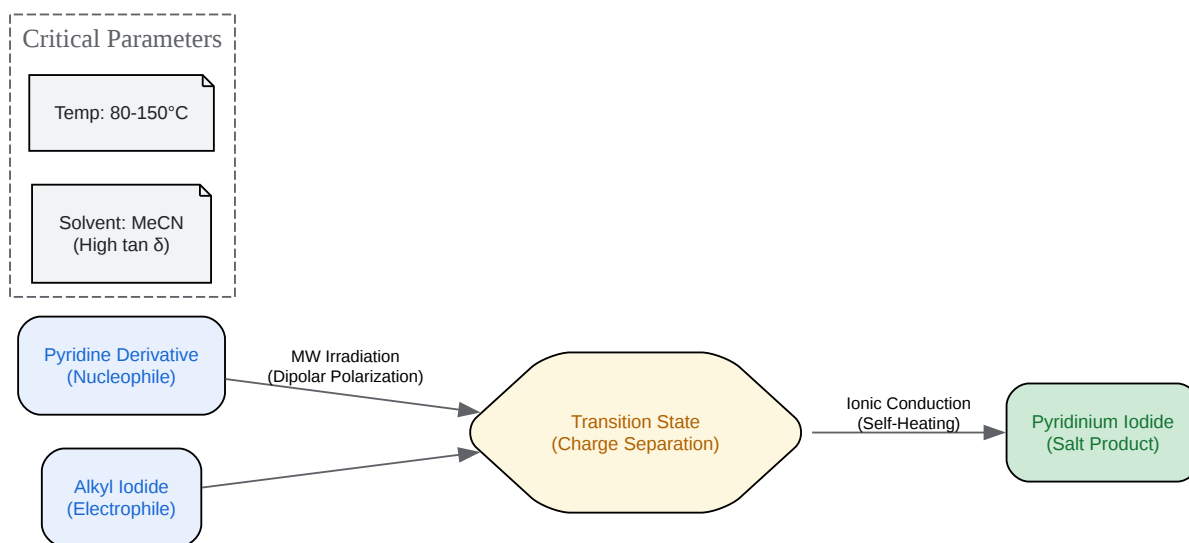 Critical Parameters
Temp: 80-150°C
Solvent: MeCN
(High tan δ)
Pyridine Derivative
(Nucleophile)
MW Irradiation
(Dipolar Polarization)
Alkyl Iodide
(Electrophile)
Transition State
(Charge Separation)
Ionic Conduction
(Self-Heating)
Pyridinium Iodide
(Salt Product)